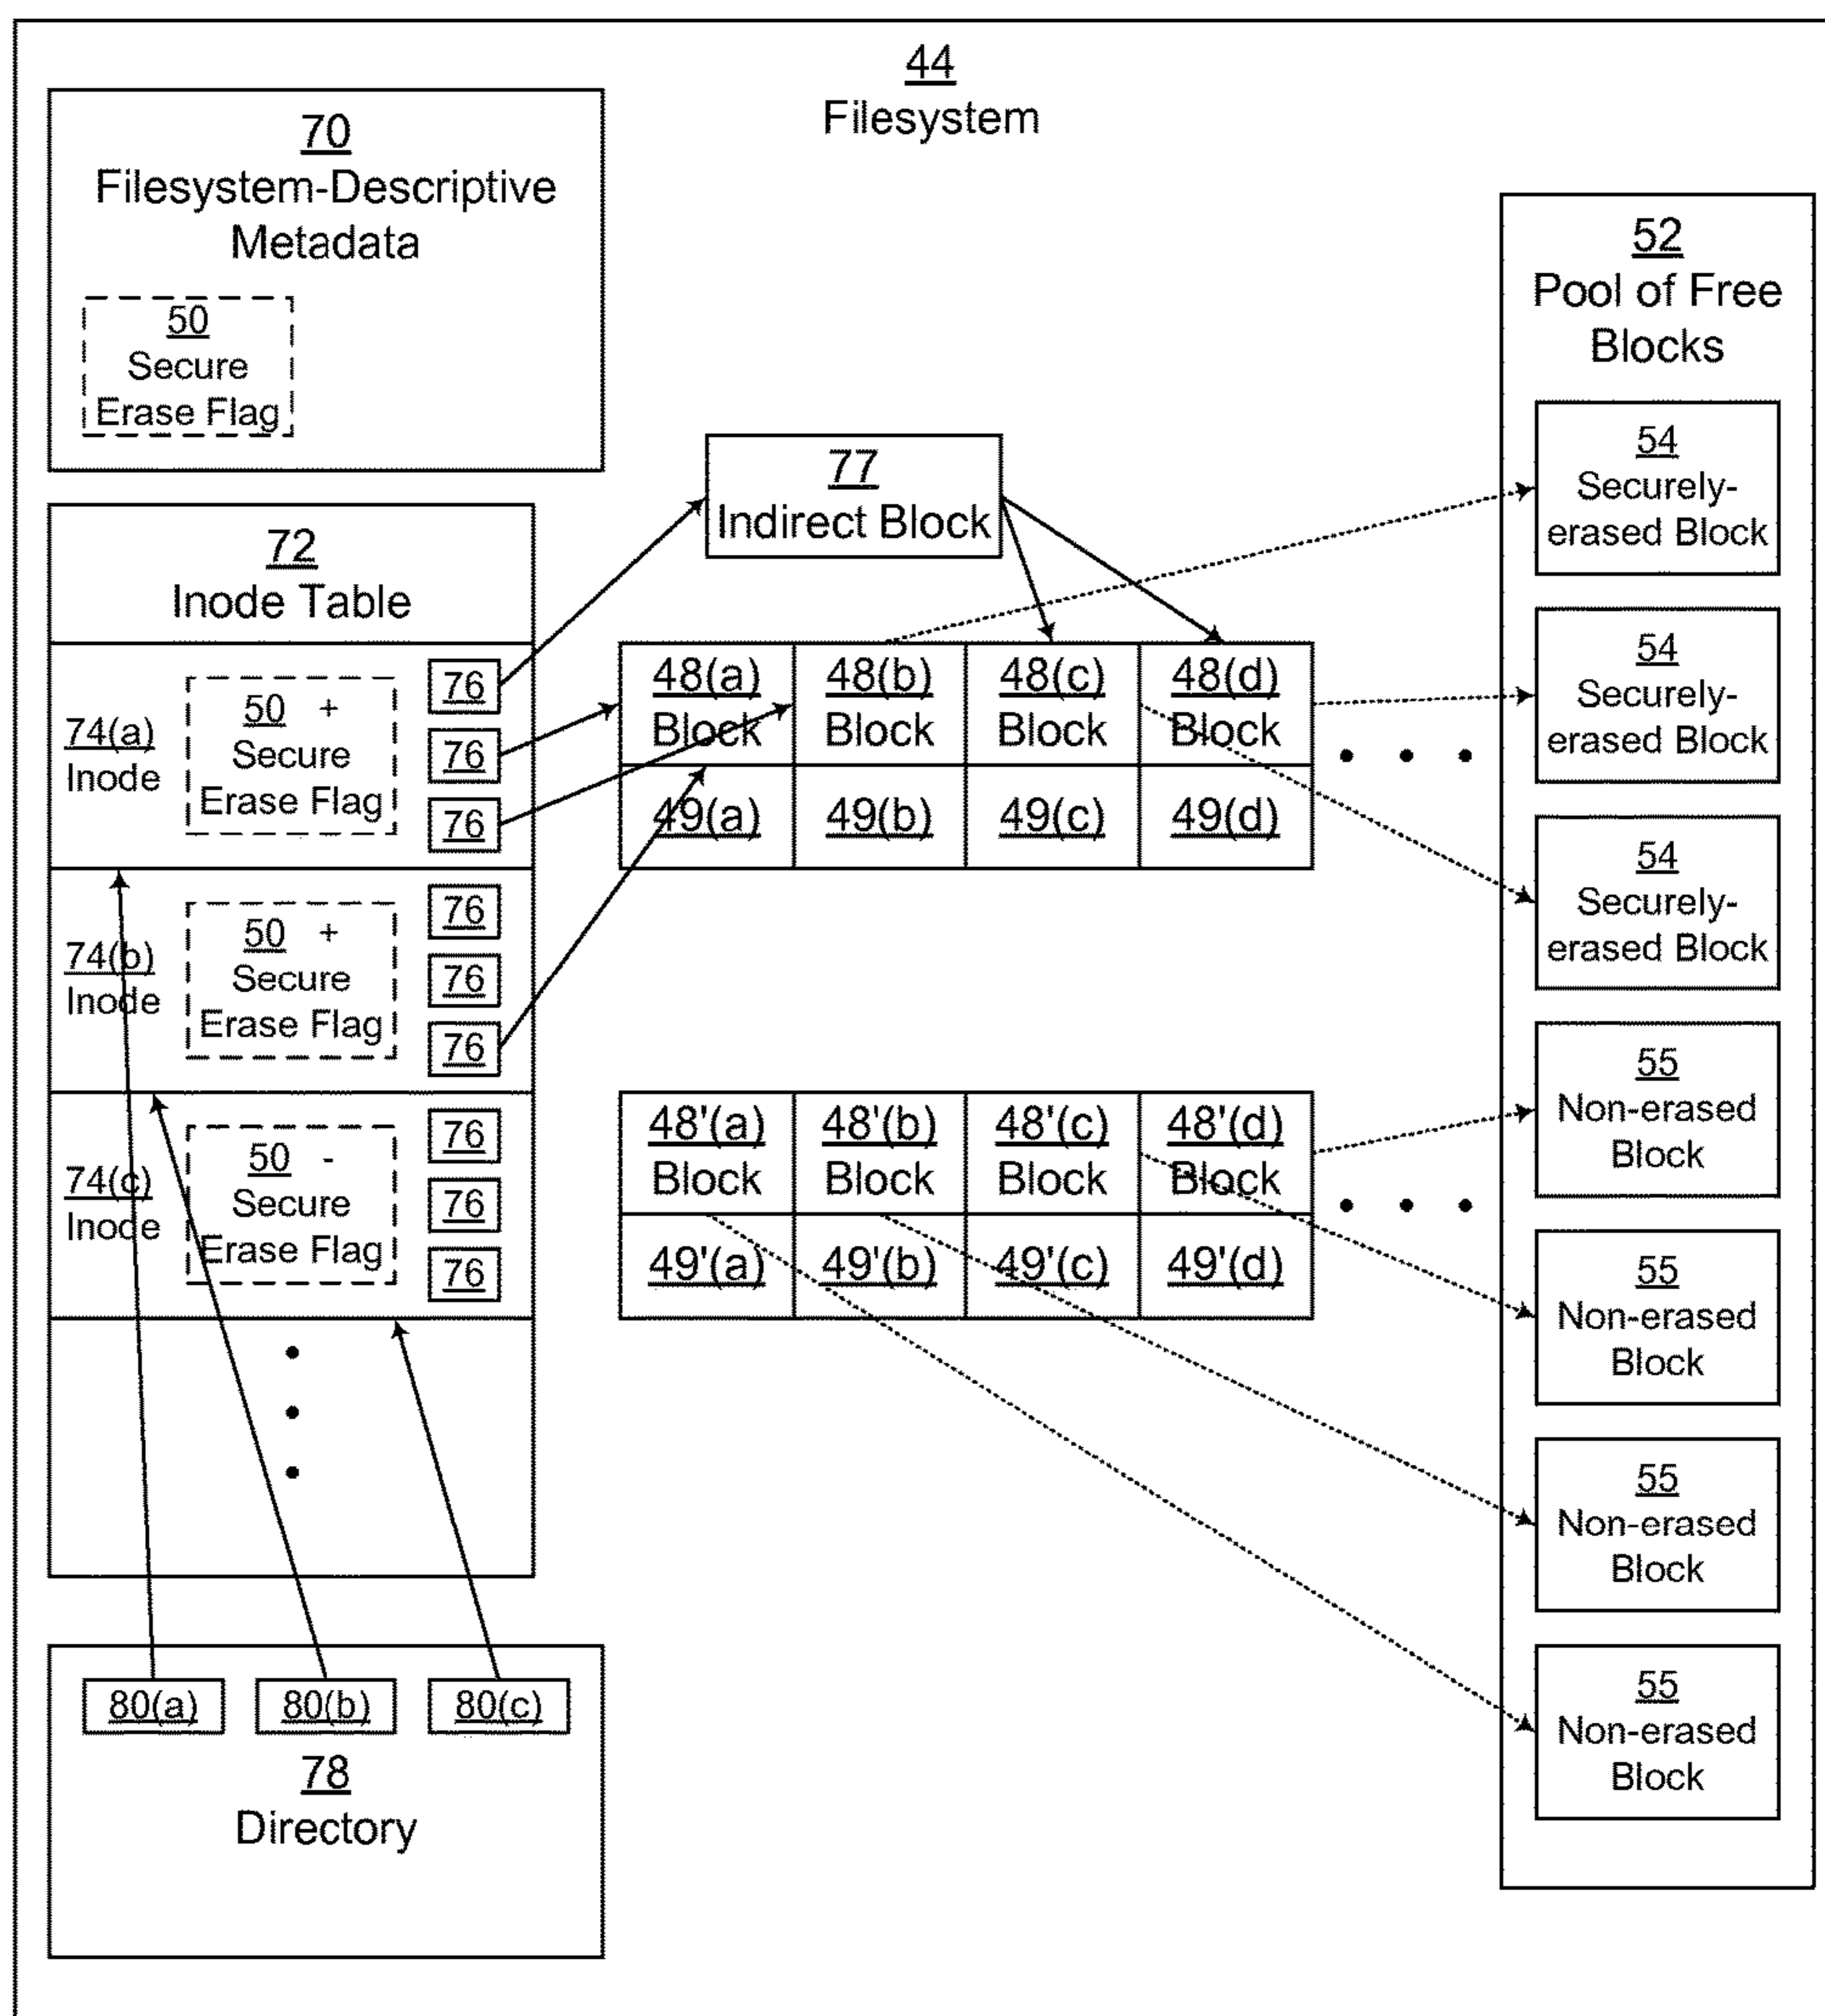 44
Filesystem
70
Filesystem-Descriptive
Metadata
50
Secure
Erase Flag
52
Pool of Free
Blocks
54
Securely-
erased Block
54
Securely-
erased Block
54
Securely-
erased Block
55
Non-erased
Block
55
Non-erased
Block
55
Non-erased
Block
55
Non-erased
Block
77
Indirect Block
72
Inode Table
74(a)
Inode
50 +
Secure
Erase Flag
76
76
76
74(b)
Inode
50 +
Secure
Erase Flag
76
76
76
74(c)
Inode
50 -
Secure
Erase Flag
76
76
76
48(a) 48(b) 48(c) 48(d)
Block Block Block Block
49(a) 49(b) 49(c) 49(d)
48'(a) 48'(b) 48'(c) 48'(d)
Block Block Block Block
49'(a) 49'(b) 49'(c) 49'(d)
80(a) 80(b) 80(c)
78
Directory